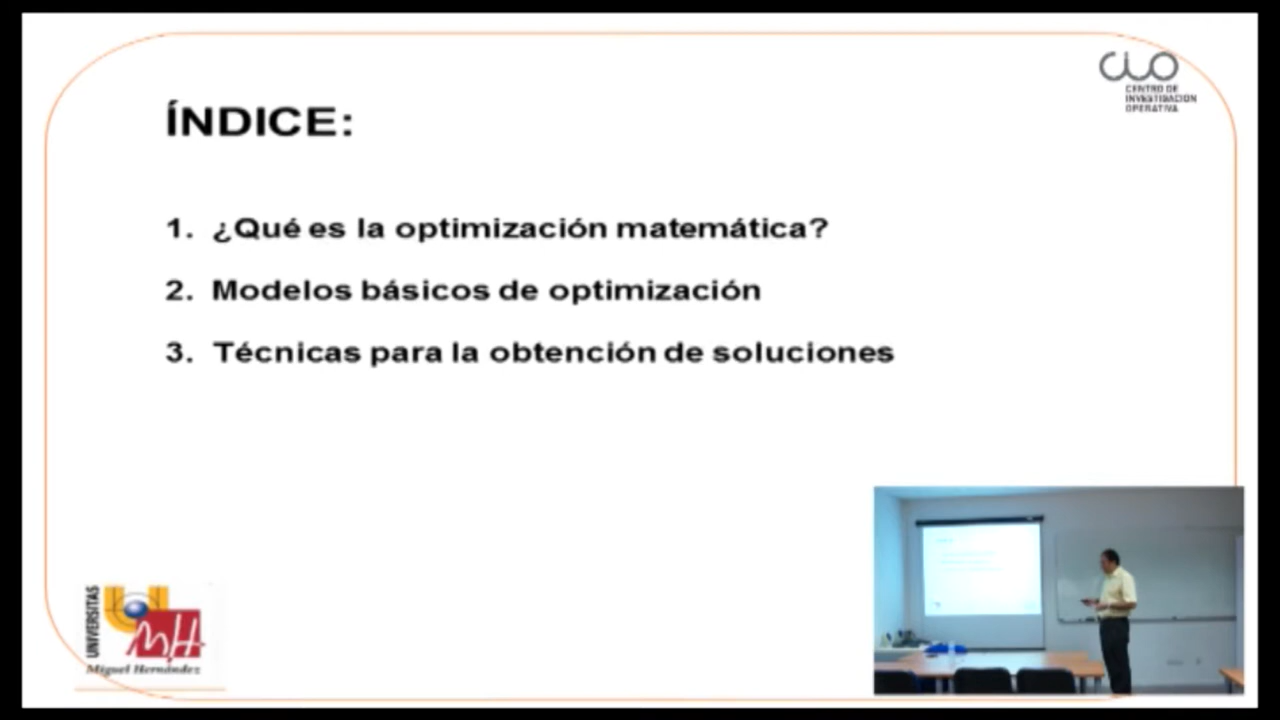 CIO
CENTRO DE
INVESTIGACION
OPERATIVA
ÍNDICE:
1. ¿Qué es la optimización matemática?
2. Modelos básicos de optimización
3. Técnicas para la obtención de soluciones
UNIVERSITAS
Miguel Hernández